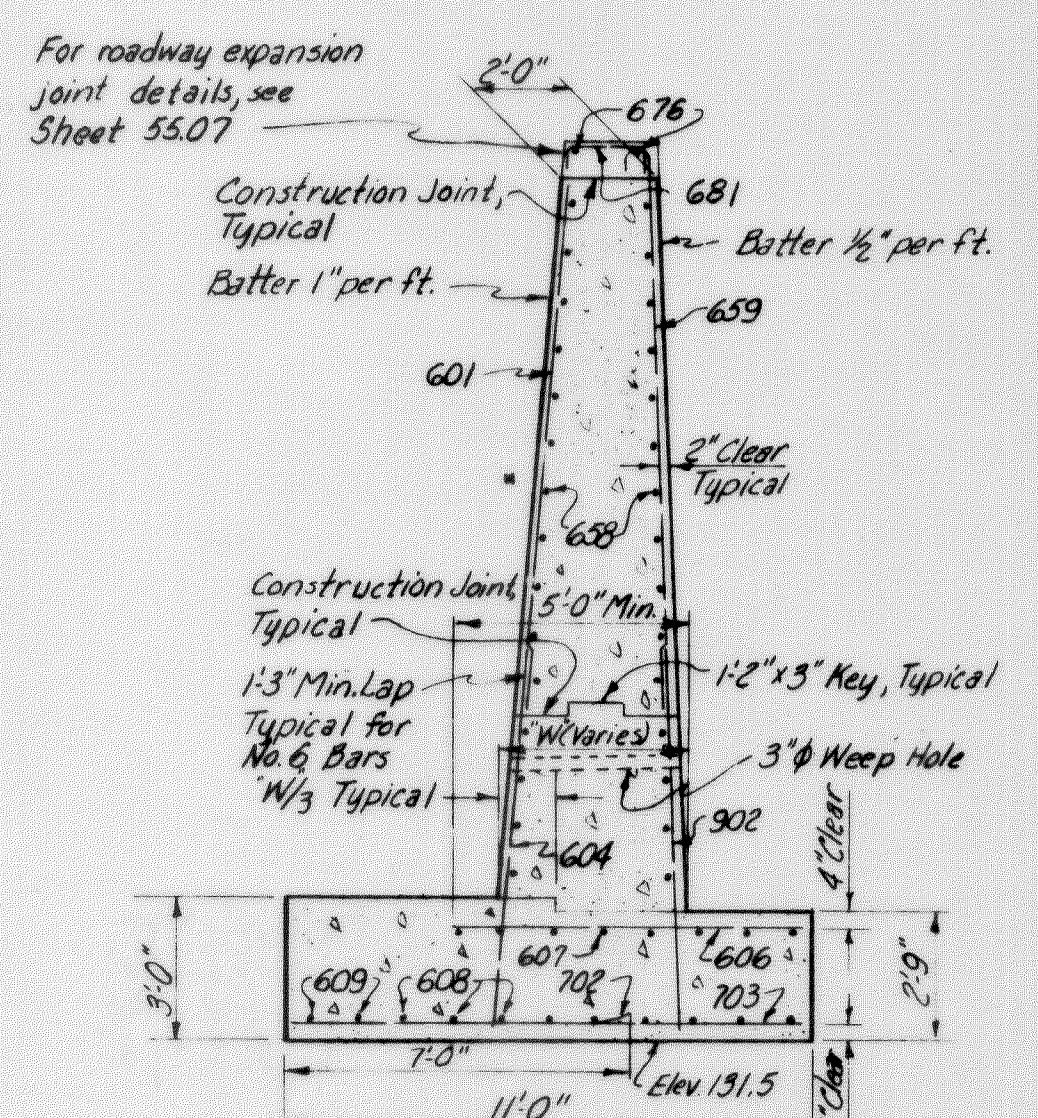 For roadway expansion
joint details, see
Sheet 55.07
2'-0"
676
681
Construction Joint,
Typical
Batter 1/2" per ft.
Batter 1" per ft.
659
601
2" Clear
Typical
658
Construction Joint,
Typical
5'-0" Min.
1'-3" Min. Lap
Typical for
No. 6 Bars
1'-2" x 3" Key, Typical
"W"(Varies)
3" ϕ Weep Hole
W/3 Typical
902
604
4" Clear
607
606
609
608
702
703
3'-0"
2'-9"
7'-0"
Elev. 131.5
" Clear
11'-0"